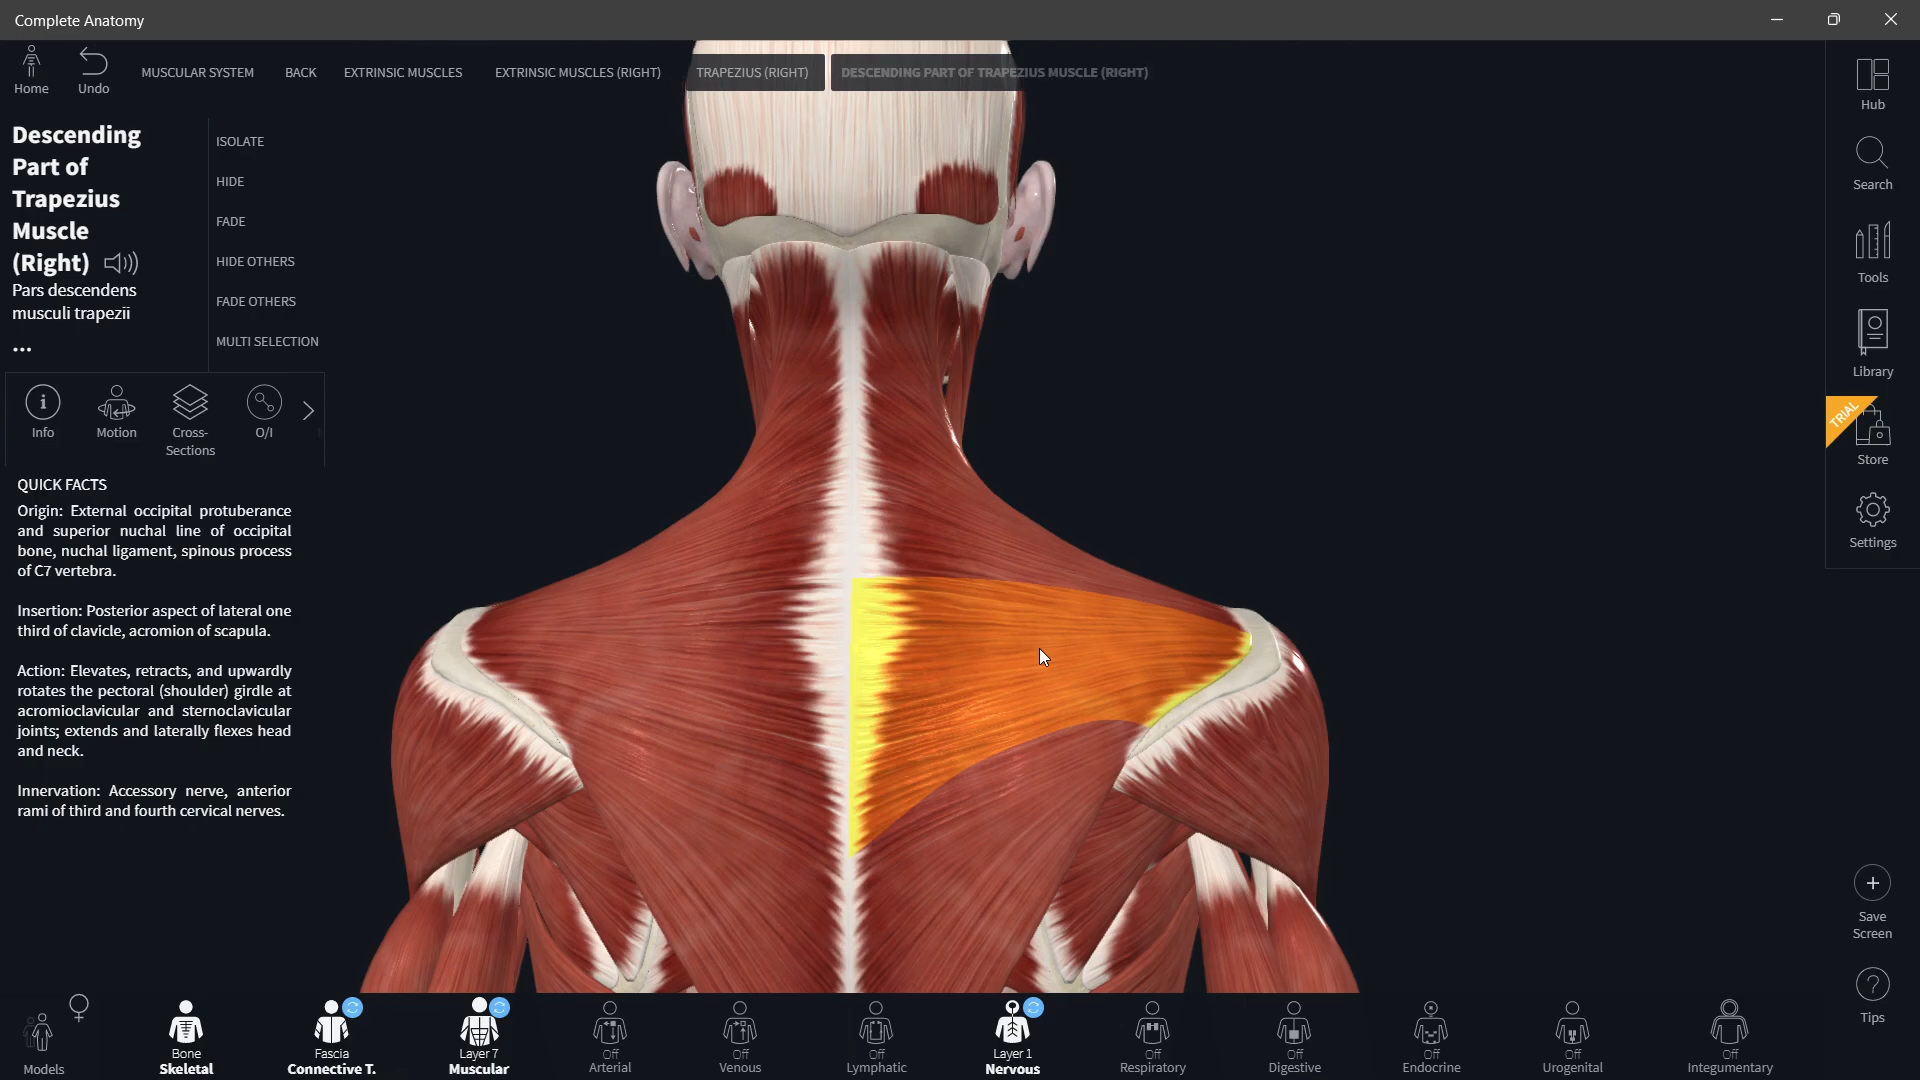 Complete Anatomy
Home
Undo
MUSCULAR SYSTEM
BACK
EXTRINSIC MUSCLES
EXTRINSIC MUSCLES (RIGHT)
TRAPEZIUS (RIGHT)
DESCENDING PART OF TRAPEZIUS MUSCLE (RIGHT)
Descending
Part of
Trapezius
Muscle
(Right)
Pars descendens
musculi trapezii
...
ISOLATE
HIDE
FADE
HIDE OTHERS
FADE OTHERS
MULTI SELECTION
Info
Motion
Cross-
Sections
O/I
QUICK FACTS
Origin: External occipital protuberance
and superior nuchal line of occipital
bone, nuchal ligament, spinous process
of C7 vertebra.
Insertion: Posterior aspect of lateral one
third of clavicle, acromion of scapula.
Action: Elevates, retracts, and upwardly
rotates the pectoral (shoulder) girdle at
acromioclavicular and sternoclavicular
joints; extends and laterally flexes head
and neck.
Innervation: Accessory nerve, anterior
rami of third and fourth cervical nerves.
Hub
Search
Tools
Library
TRIAL
Store
Settings
Save
Screen
Tips
Models
Bone
Skeletal
Fascia
Connective T.
Layer 7
Muscular
Off
Arterial
Off
Venous
Off
Lymphatic
Layer 1
Nervous
Off
Respiratory
Off
Digestive
Off
Endocrine
Off
Urogenital
Off
Integumentary